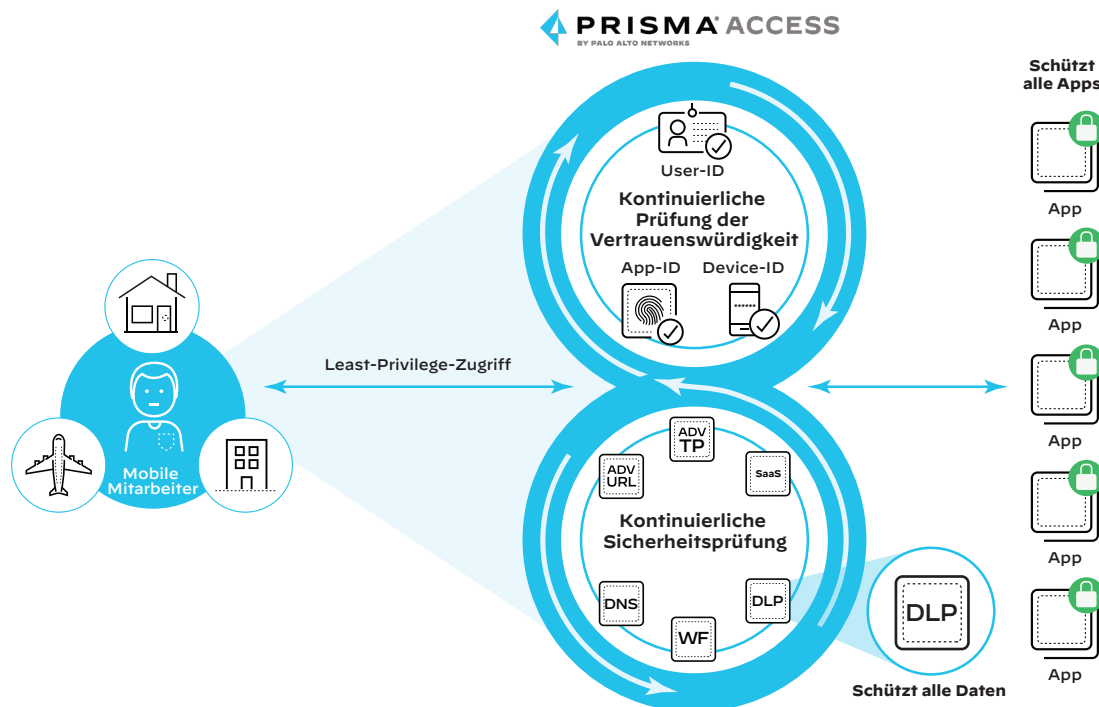 PRISMA® ACCESS
BY PALO ALTO NETWORKS
Schützt
alle Apps
User-ID
Kontinuierliche
Prüfung der
Vertrauenswürdigkeit
App-ID
Device-ID
App
App
App
App
App
Least-Privilege-Zugriff
Mobile
Mitarbeiter
ADV
TP
ADV
URL
SaaS
Kontinuierliche
Sicherheitsprüfung
DNS
WF
DLP
DLP
Schützt alle Daten